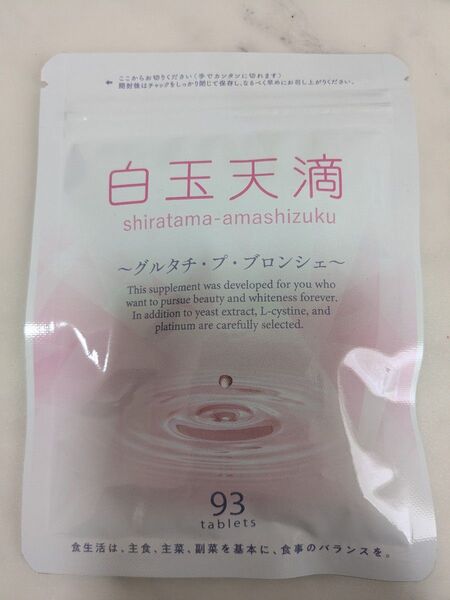 ここからお切りください(手でカンタンに切れます)
開封後はチャックをしっかり閉じて保存し、なるべく早めにお召し上がりください。
白玉天滴
shiratama-amashizuku
～グルタチ・プ・ブロンシェ～
This supplement was developed for you who
want to pursue beauty and whiteness forever.
In addition to yeast extract, L-cystine, and
platinum are carefully selected.
93
tablets
食生活は、主食、主菜、副菜を基本に、食事のバランスを。